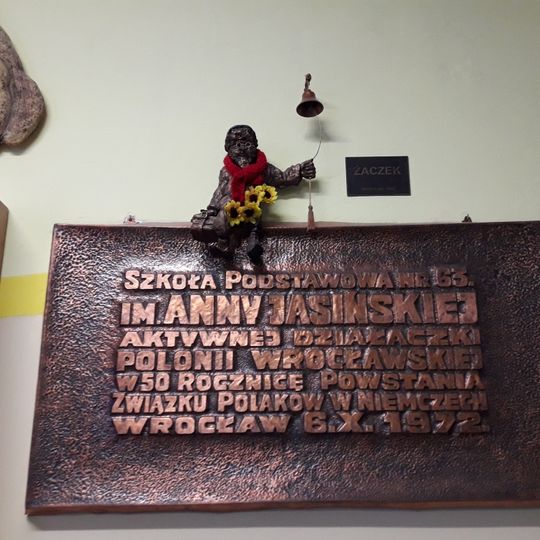 ŻACZEK
SZKOŁA PODSTAWOWA NR 63.
IM ANNY JASIŃSKIEJ
AKTYWNEJ DZIAŁACZKI
POLONII WROCŁAWSKIEJ
W 50 ROCZNICĘ POWSTANIA
ZWIĄZKU POLAKÓW W NIEMCZECH
WROCŁAW 6.X.1972.